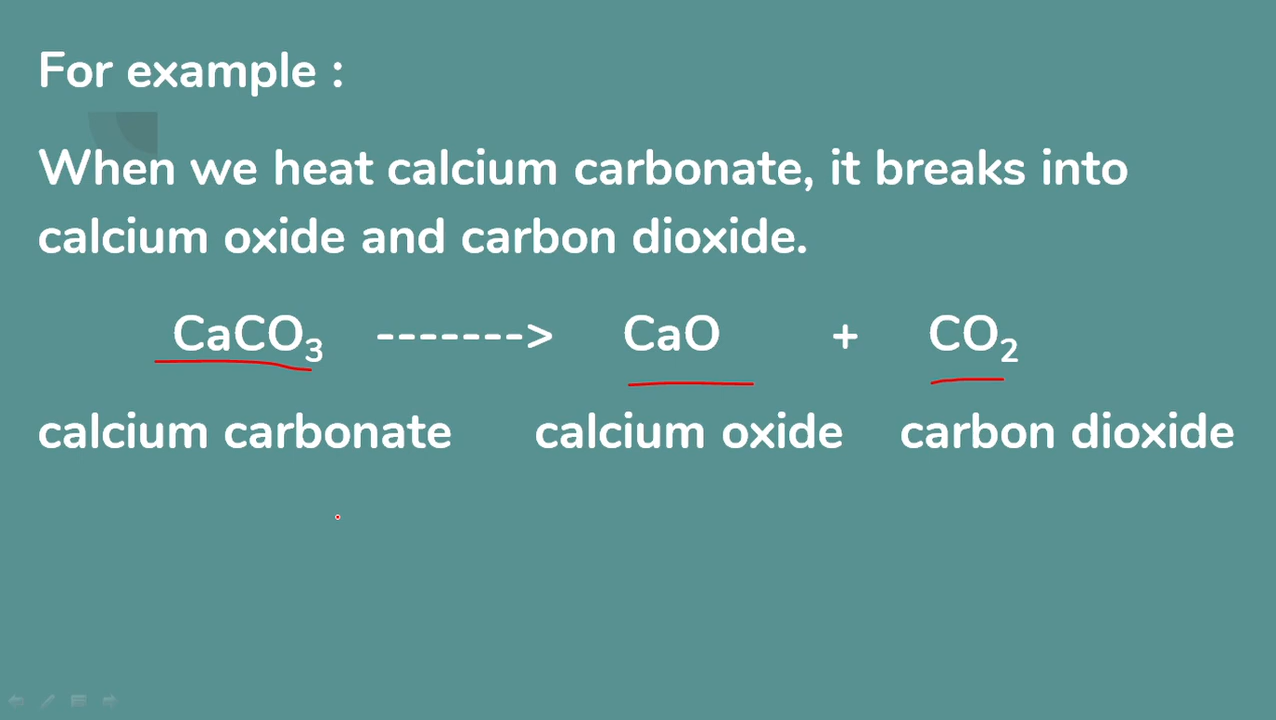 For example :
When we heat calcium carbonate, it breaks into
calcium oxide and carbon dioxide.
CaCO₃ -------> CaO + CO₂
calcium carbonate calcium oxide carbon dioxide